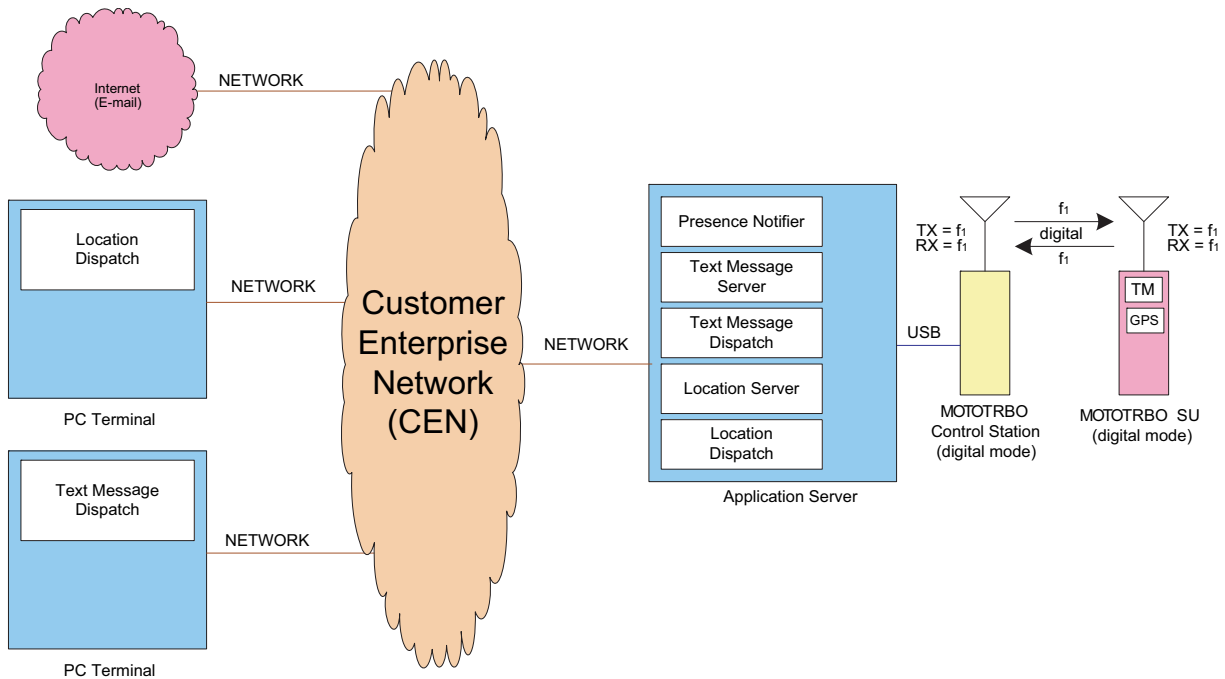 Internet
(E-mail)
NETWORK
Location
Dispatch
NETWORK
PC Terminal
Text Message
Dispatch
NETWORK
PC Terminal
Customer
Enterprise
Network
(CEN)
NETWORK
Presence Notifier
Text Message
Server
Text Message
Dispatch
Location Server
Location
Dispatch
Application Server
USB
TX = f₁
RX = f₁
f₁
digital
f₁
TX = f₁
RX = f₁
TM
GPS
MOTOTRBO
Control Station
(digital mode)
MOTOTRBO SU
(digital mode)